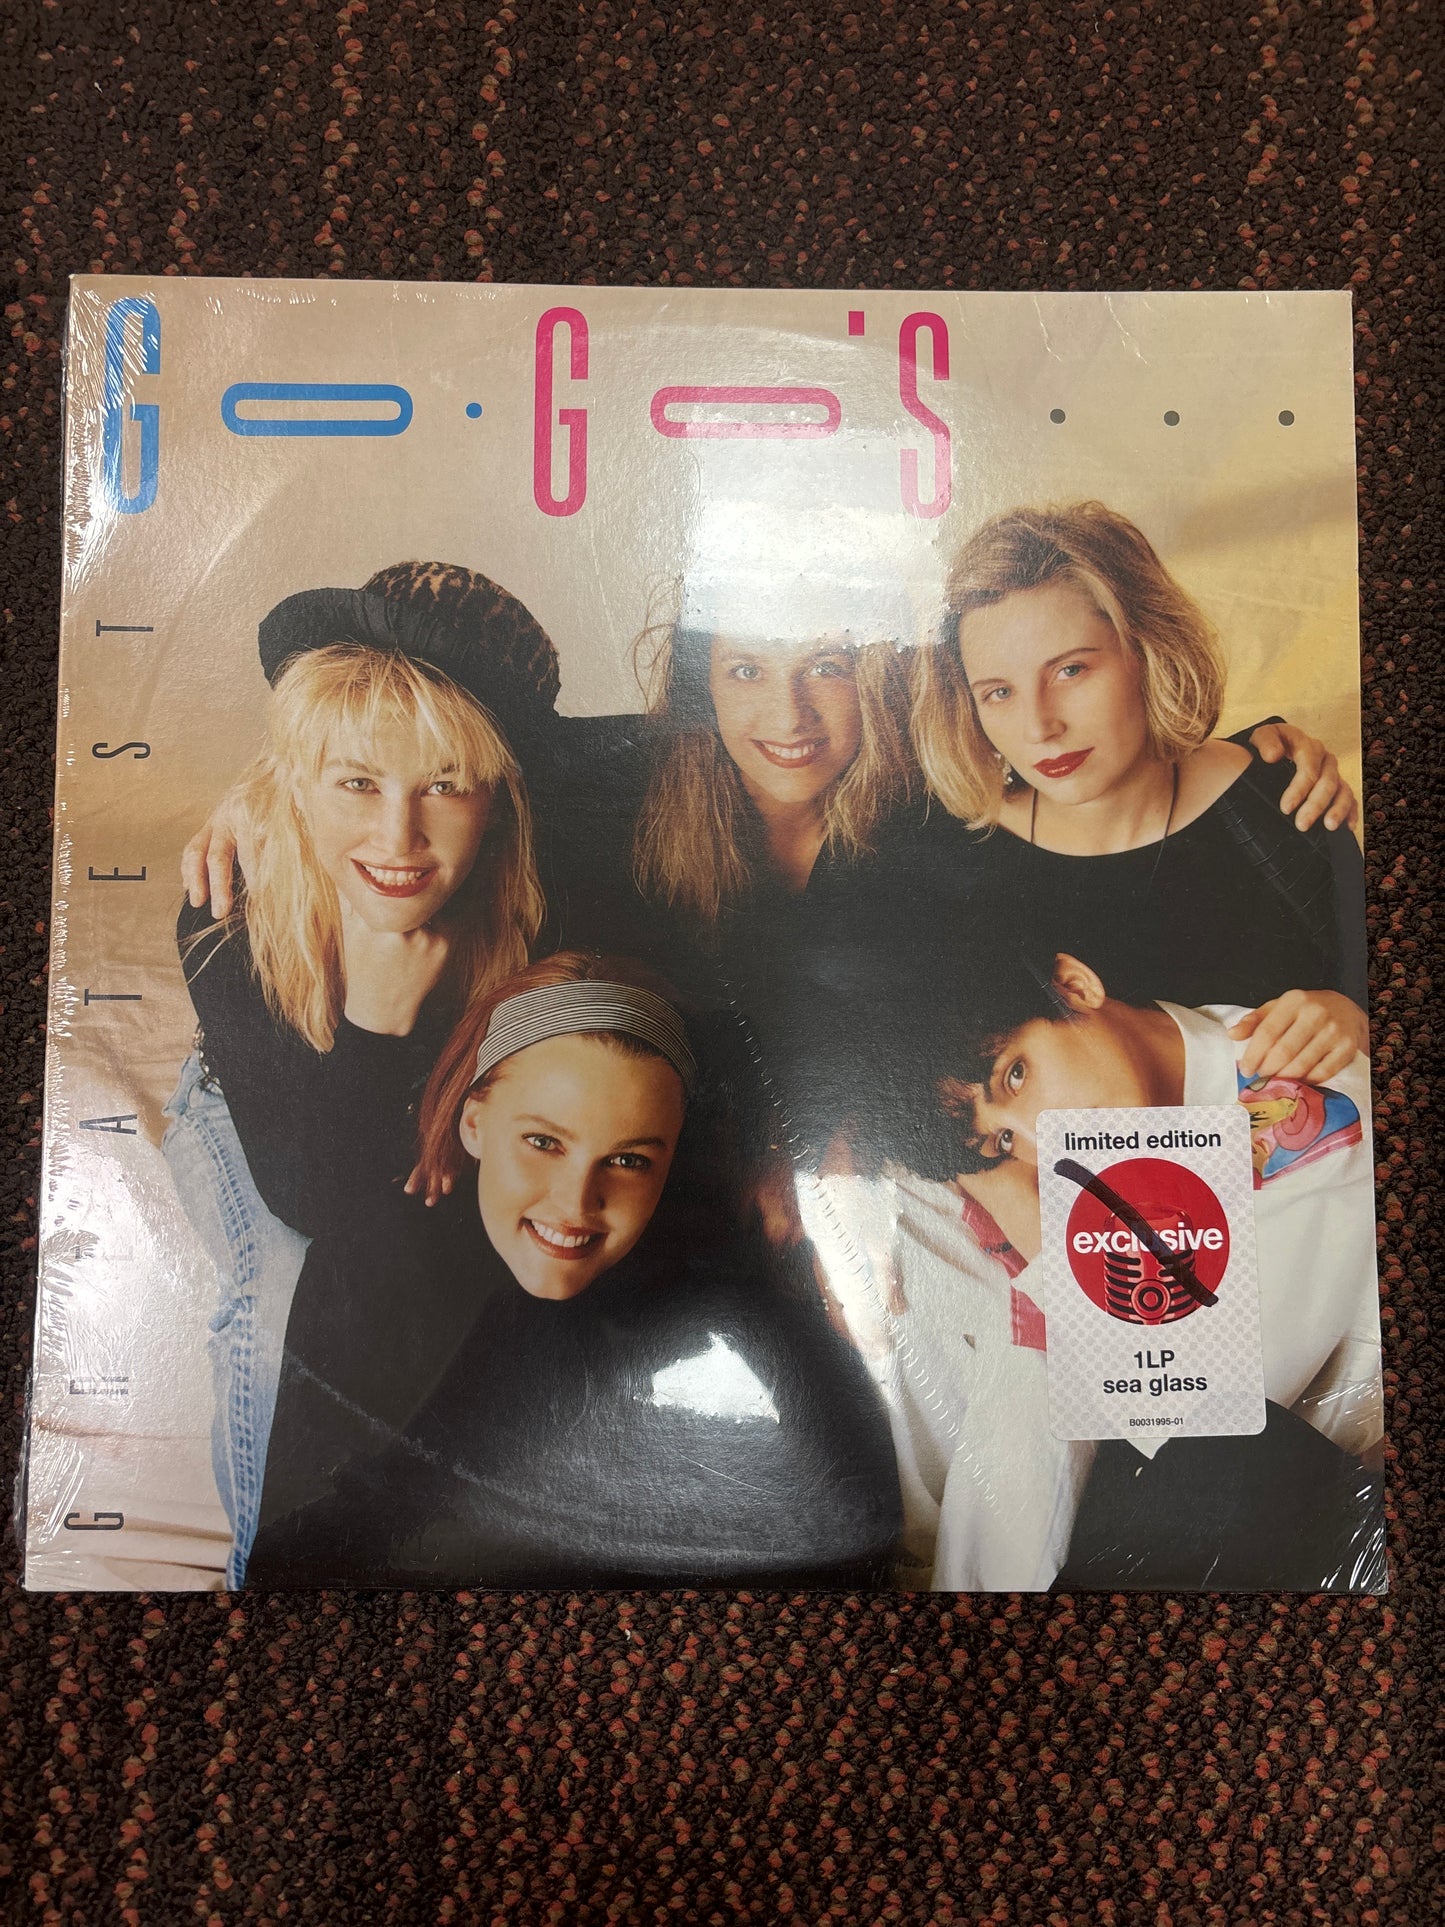 GO·GO'S...
GREATEST
limited edition
exclusive
1LP
sea glass
B0031995-01